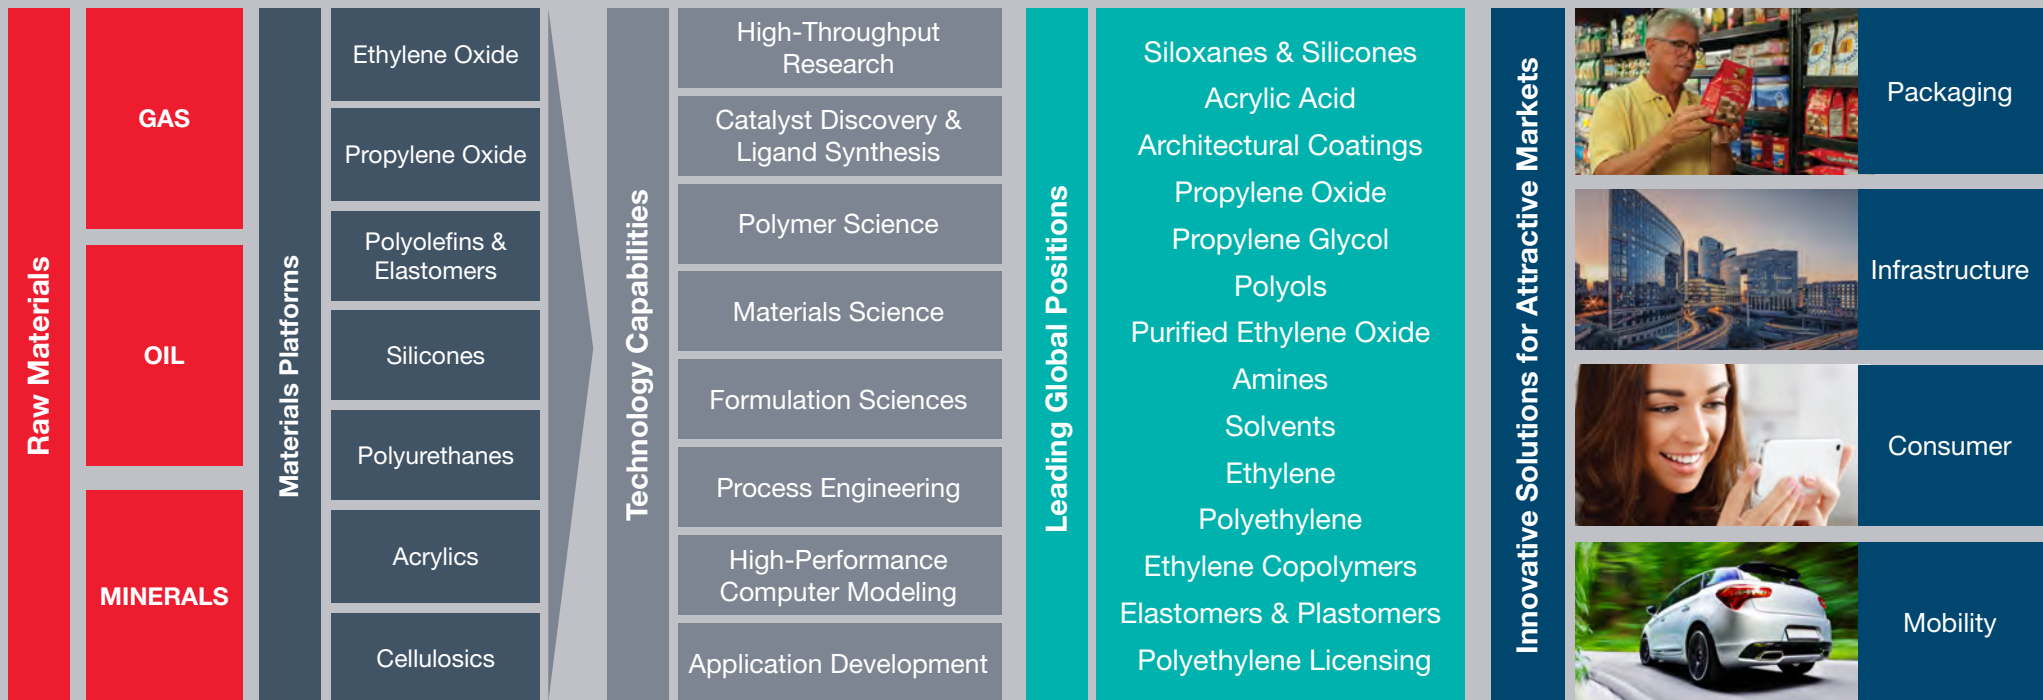 Raw Materials
GAS
OIL
MINERALS
Materials Platforms
Ethylene Oxide
Propylene Oxide
Polyolefins &
Elastomers
Silicones
Polyurethanes
Acrylics
Cellulosics
Technology Capabilities
High-Throughput
Research
Catalyst Discovery &
Ligand Synthesis
Polymer Science
Materials Science
Formulation Sciences
Process Engineering
High-Performance
Computer Modeling
Application Development
Leading Global Positions
Siloxanes & Silicones
Acrylic Acid
Architectural Coatings
Propylene Oxide
Propylene Glycol
Polyols
Purified Ethylene Oxide
Amines
Solvents
Ethylene
Polyethylene
Ethylene Copolymers
Elastomers & Plastomers
Polyethylene Licensing
Innovative Solutions for Attractive Markets
Packaging
Infrastructure
Consumer
Mobility